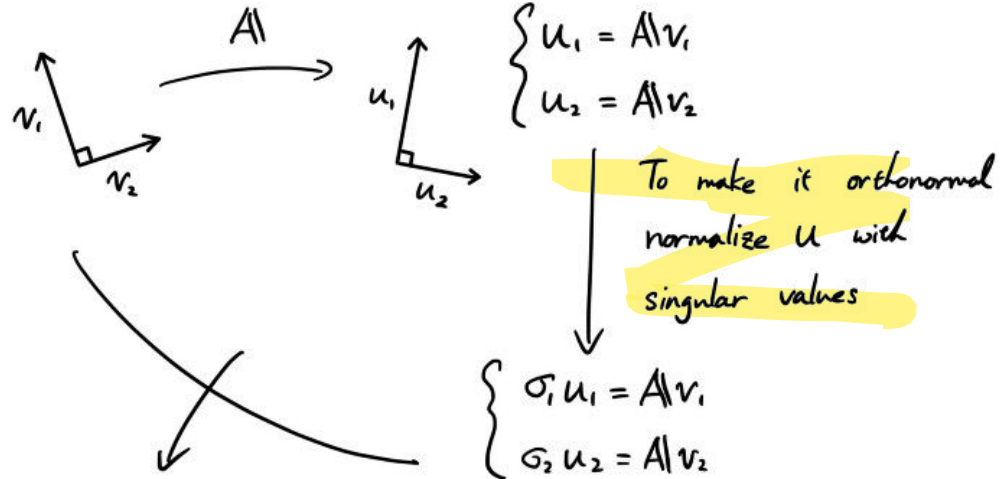 𝔸
v₁
v₂
u₁
u₂
u₁ = 𝔸v₁
u₂ = 𝔸v₂
To make it orthonormal
normalize u with
singular values
σ₁u₁ = 𝔸v₁
σ₂u₂ = 𝔸v₂